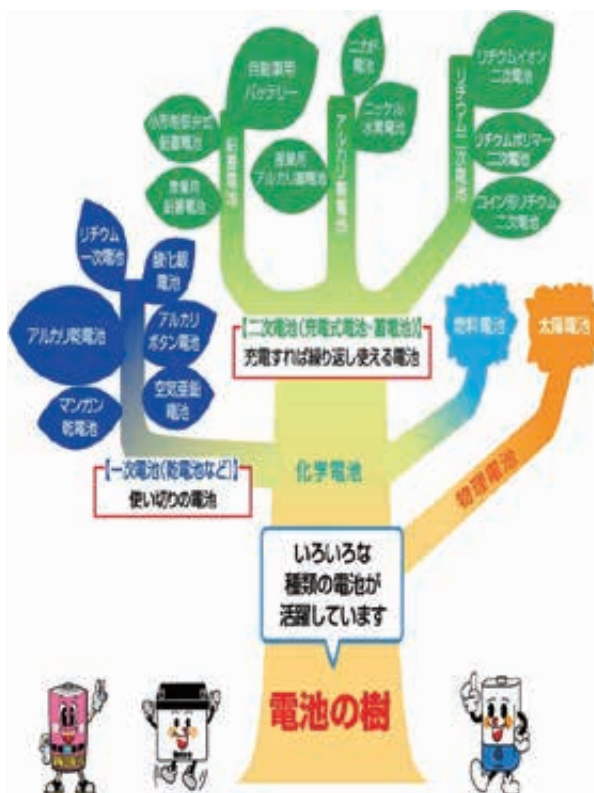 ニカド
電池
自動車用
バッテリー
リチウムイオン
二次電池
小形制御弁式
鉛蓄電池
ニッケル
水素電池
リチウムポリマー
二次電池
産業用
アルカリ蓄電池
産業用
鉛蓄電池
コイン形リチウム
二次電池
鉛蓄電池
アルカリ蓄電池
リチウム二次電池
リチウム
一次電池
酸化銀
電池
アルカリ乾電池
アルカリ
ボタン電池
マンガン
乾電池
空気亜鉛
電池
【二次電池(充電式電池・蓄電池)】
充電すれば繰り返し使える電池
燃料電池
太陽電池
【一次電池(乾電池など)】
使い切りの電池
化学電池
物理電池
いろいろな
種類の電池が
活躍しています
電池の樹